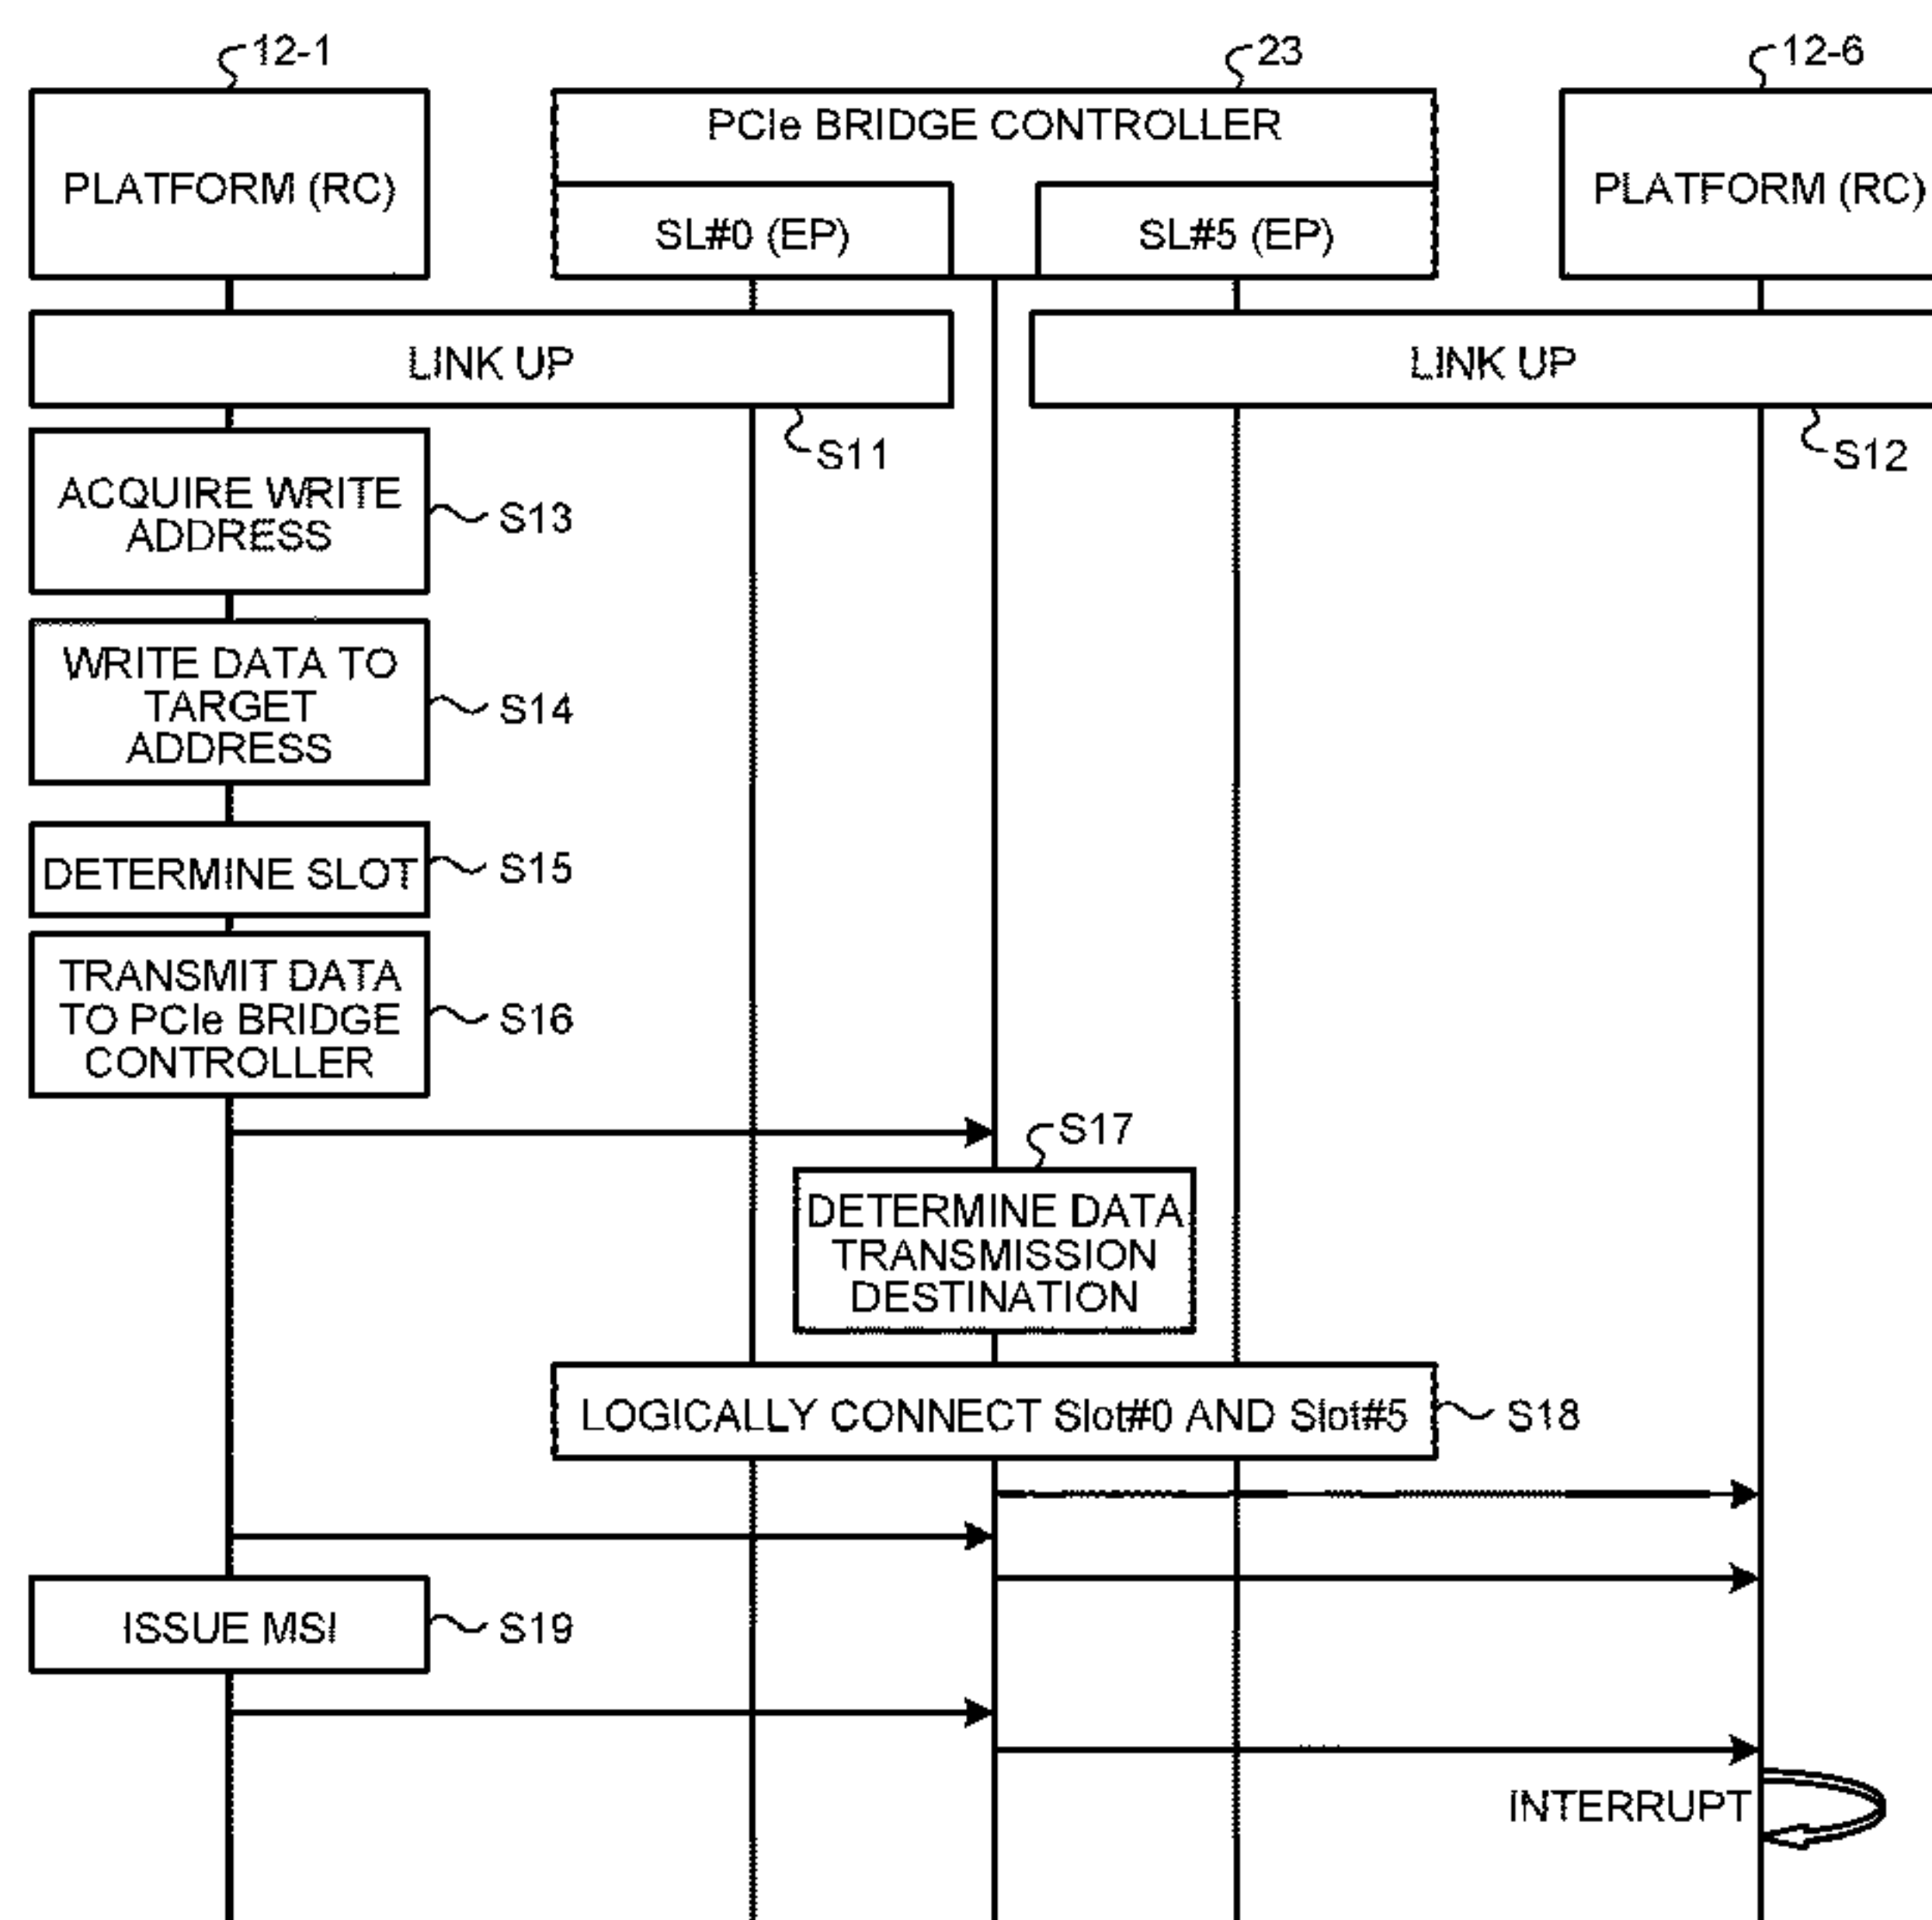 12-1
23
12-6
PLATFORM (RC)
PCIe BRIDGE CONTROLLER
SL#0 (EP)
SL#5 (EP)
PLATFORM (RC)
LINK UP
LINK UP
S11
S12
ACQUIRE WRITE
ADDRESS
S13
WRITE DATA TO
TARGET
ADDRESS
S14
DETERMINE SLOT
S15
TRANSMIT DATA
TO PCIe BRIDGE
CONTROLLER
S16
S17
DETERMINE DATA
TRANSMISSION
DESTINATION
LOGICALLY CONNECT Slot#0 AND Slot#5
S18
ISSUE MSI
S19
INTERRUPT